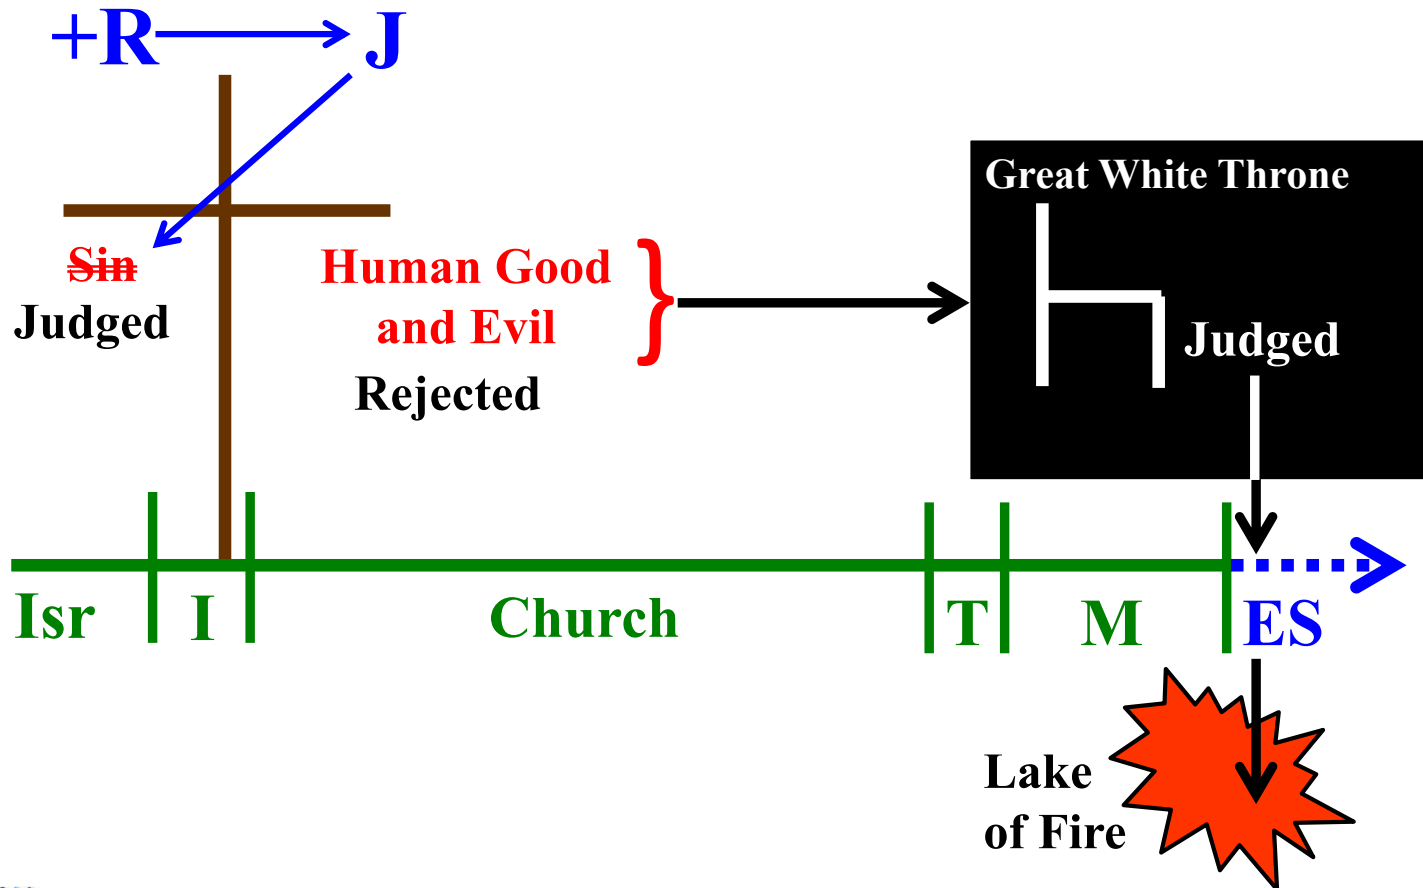 +R J
Great White Throne
Sin
Judged
Human Good
and Evil
Rejected
Judged
Isr I Church T M ES
Lake
of Fire